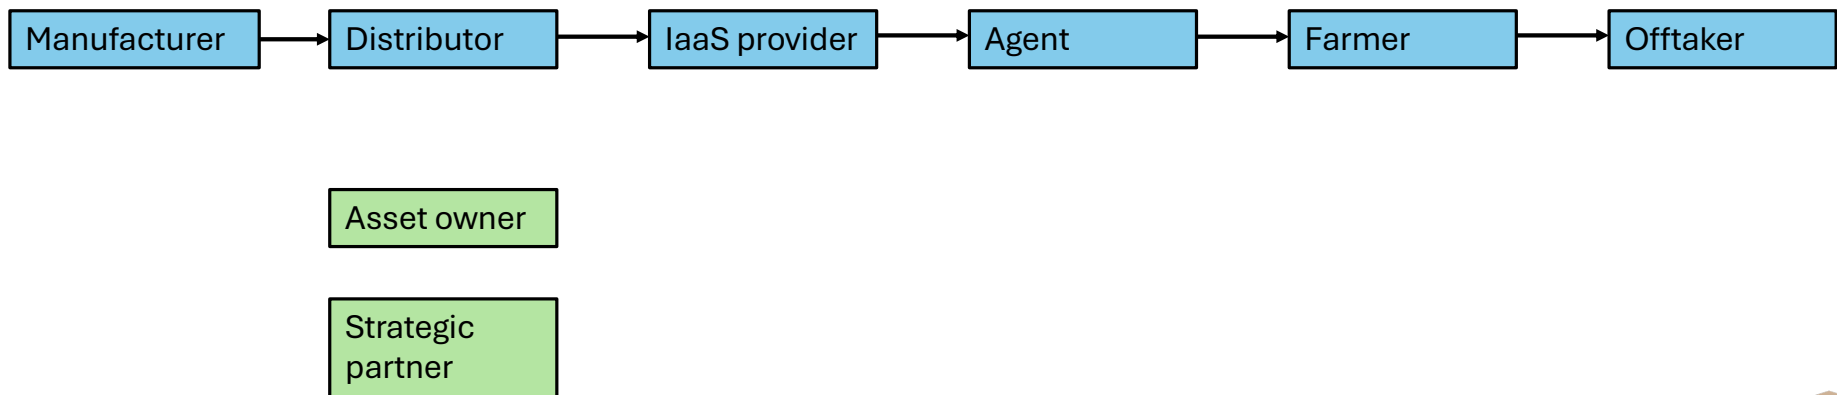 Manufacturer
Distributor
IaaS provider
Agent
Farmer
Offtaker
Asset owner
Strategic
partner